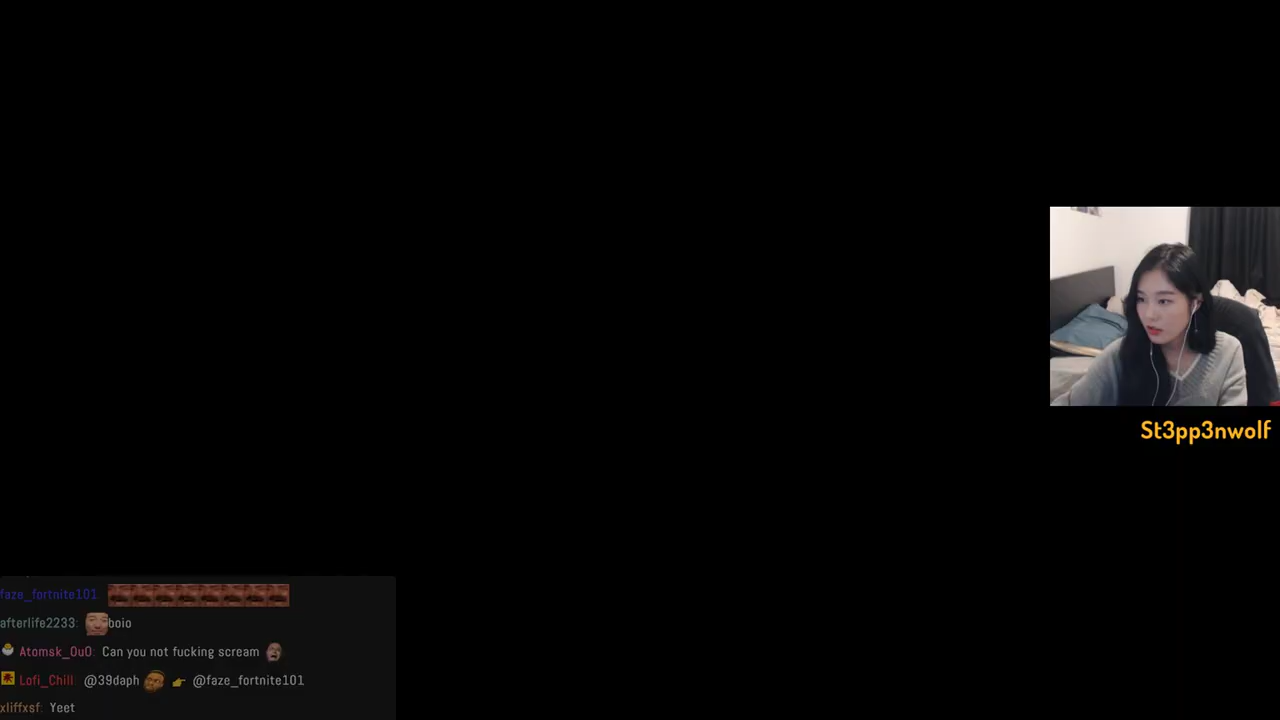 St3pp3nwolf
faze_fortnite101:
afterlife2233: boio
Atomsk_OuO: Can you not fucking scream
Lofi_Chill: @39daph @faze_fortnite101
xliffxsf: Yeet